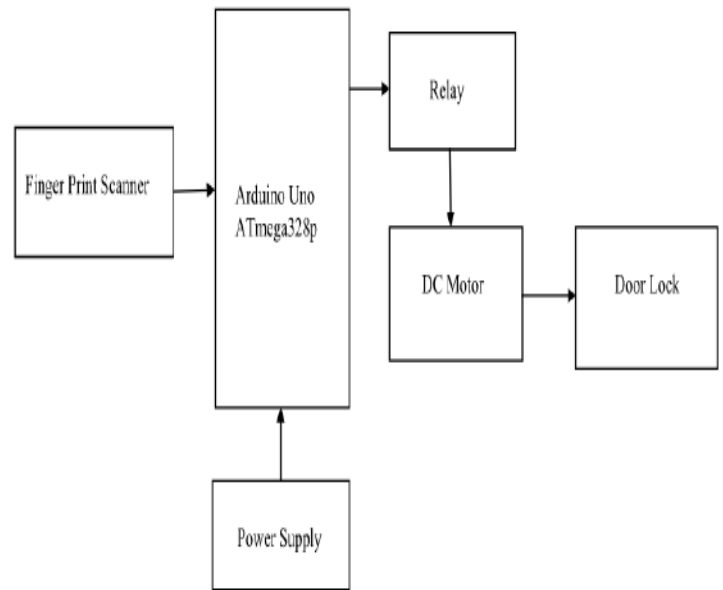 Relay
Finger Print Scanner
Arduino Uno
ATmega328p
DC Motor
Door Lock
Power Supply